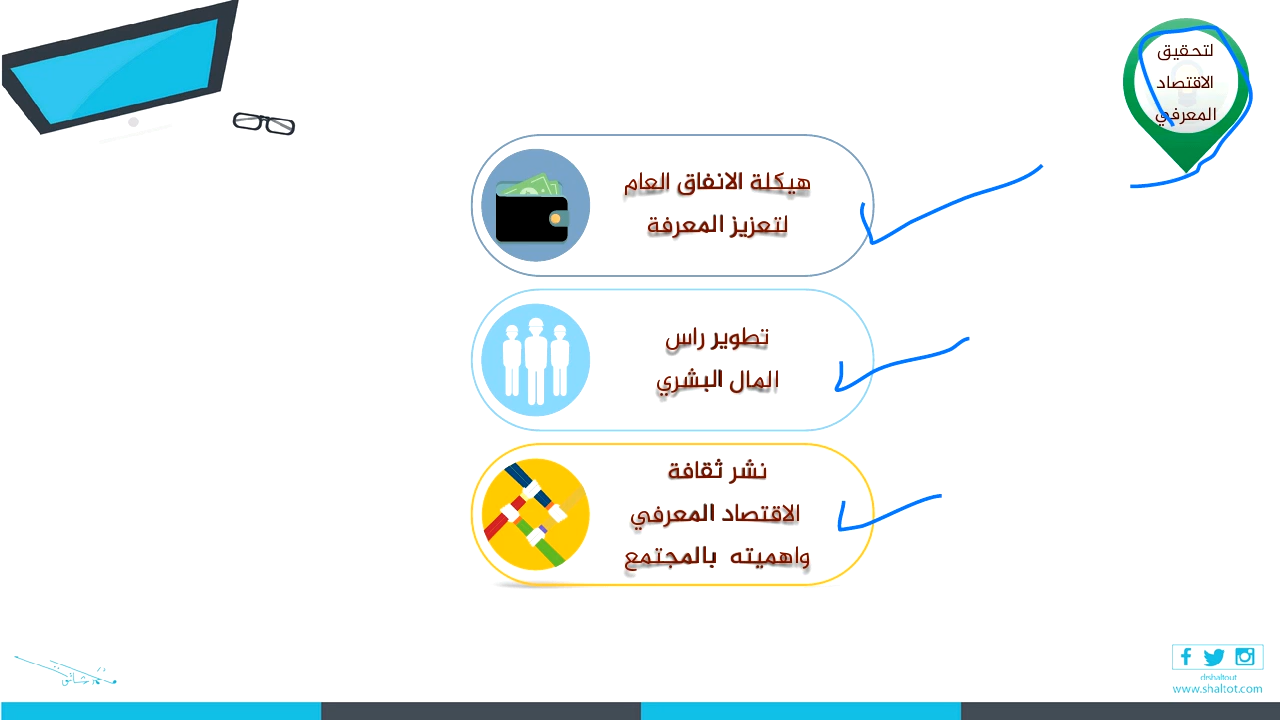 لتحقيق
الاقتصاد
المعرفي
هيكلة الانفاق العام
لتعزيز المعرفة
تطوير راس
المال البشري
نشر ثقافة
الاقتصاد المعرفي
واهميته بالمجتمع
drshaltout
www.shaltot.com